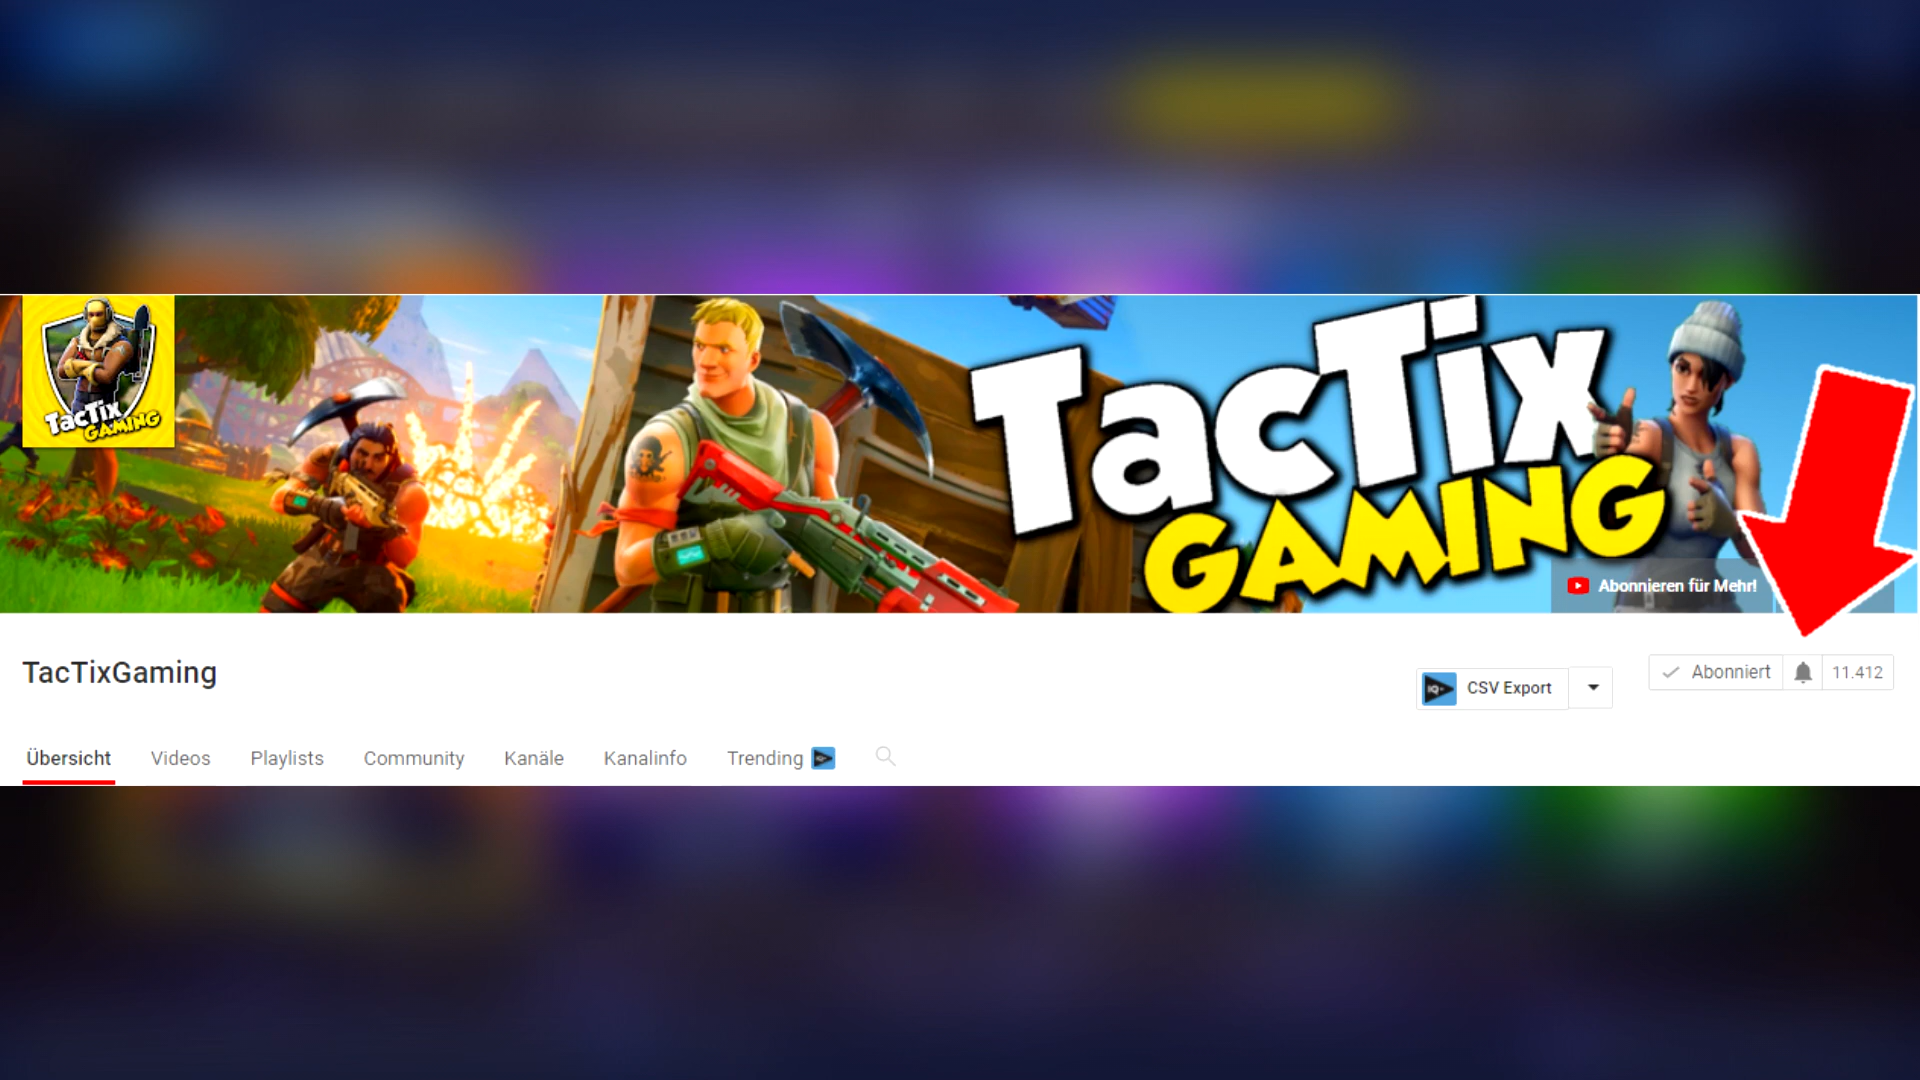 TacTix
GAMING
TacTix
GAMING
Abonnieren für Mehr!
TacTixGaming
IQ
CSV Export
Abonniert
11.412
Übersicht
Videos
Playlists
Community
Kanäle
Kanalinfo
Trending